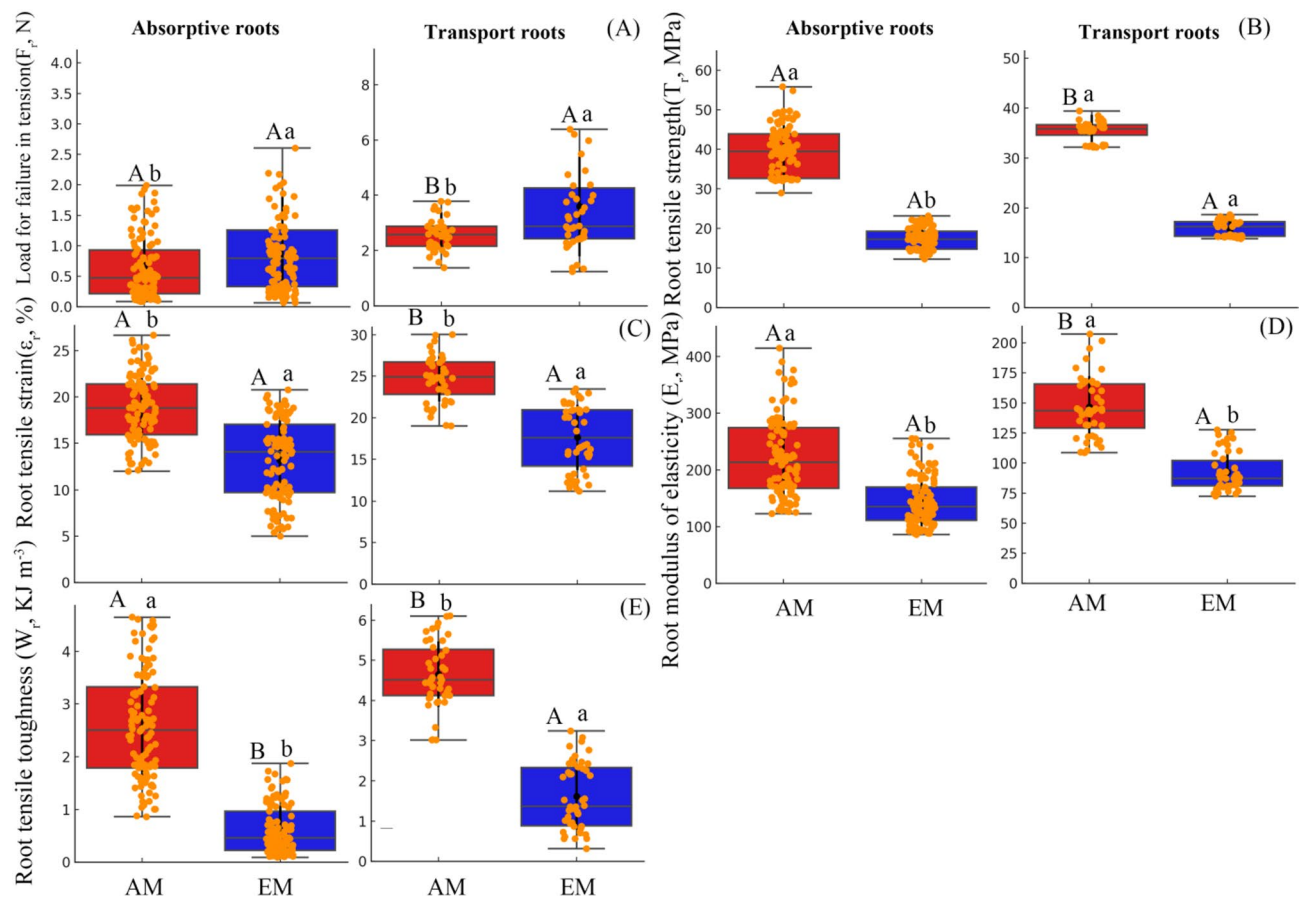 Absorptive roots
Transport roots
(A)
Load for failure in tension(Fr, N)
4.0
3.5
3.0
2.5
2.0
1.5
1.0
0.5
0.0
A b
A a
8
6
4
2
0
B b
A a
Absorptive roots
Transport roots
(B)
Root tensile strength(Tr, MPa)
60
50
40
30
20
10
0
A a
A b
50
40
30
20
10
0
B a
A a
(C)
Root tensile strain(εr, %)
25
20
15
10
5
0
A b
A a
30
25
20
15
10
5
0
B b
A a
(D)
Root modulus of elasticity (Er, MPa)
400
300
200
100
0
A a
A b
200
175
150
125
100
75
50
25
0
B a
A b
AM
EM
AM
EM
(E)
Root tensile toughness (Wr, KJ m-3)
4
3
2
1
0
A a
B b
6
5
4
3
2
1
0
B b
A a
AM
EM
AM
EM